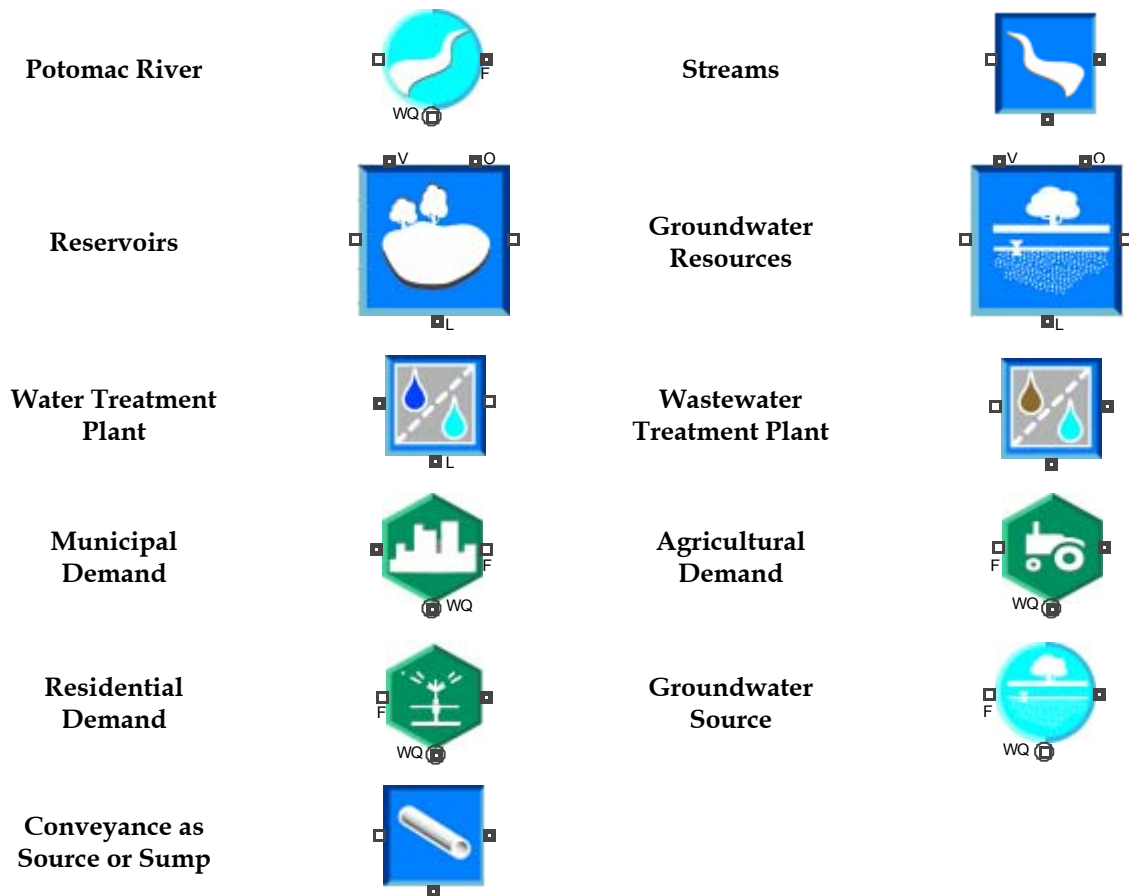 Potomac River
F
WQ
Streams
V
O
Reservoirs
L
V
O
Groundwater
Resources
L
Water Treatment
Plant
L
Wastewater
Treatment Plant
Municipal
Demand
F
WQ
Agricultural
Demand
F
WQ
Residential
Demand
F
WQ
Groundwater
Source
F
WQ
Conveyance as
Source or Sump